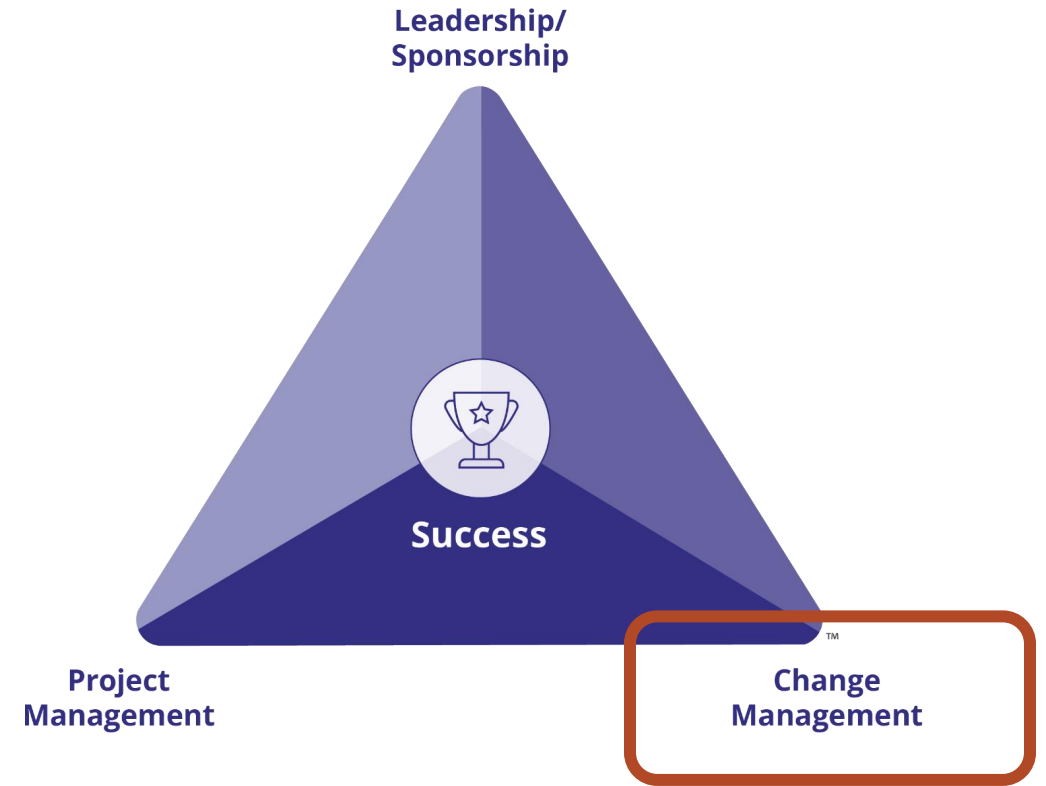 Leadership/
Sponsorship
Success
TM
Project
Management
Change
Management